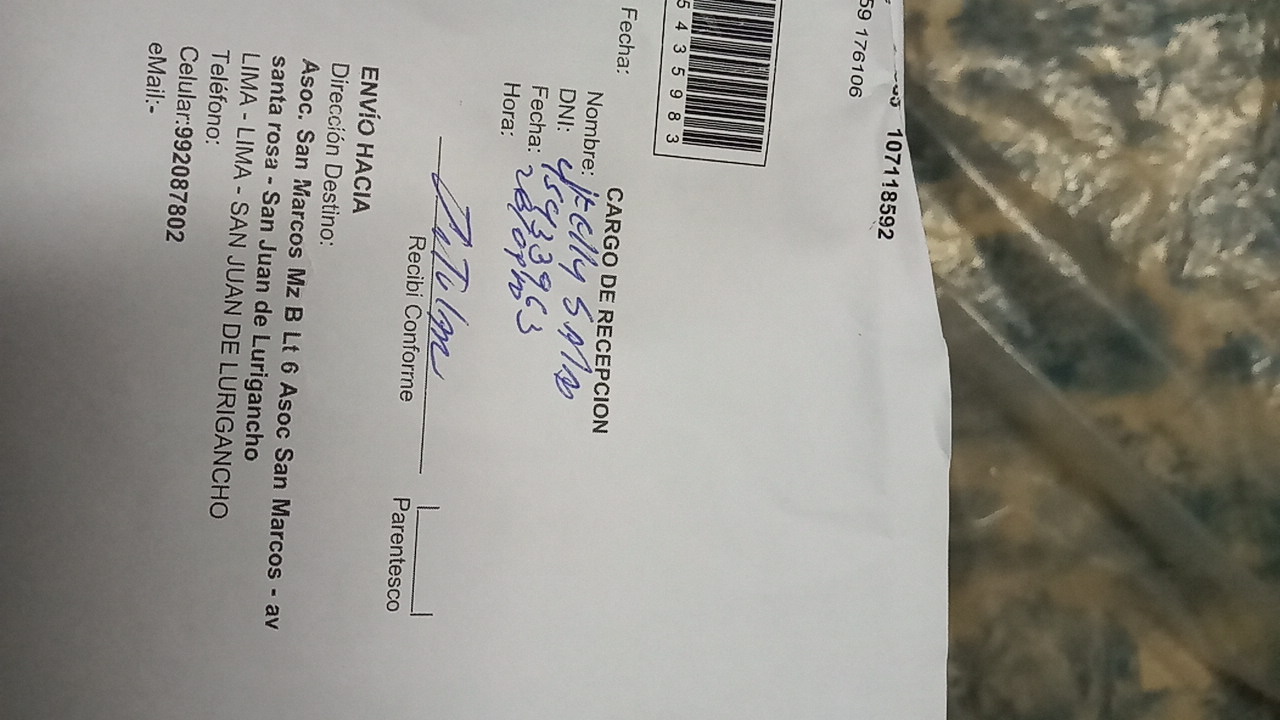 107118592
59 176106
5 4 3 5 9 8 3
Fecha:
CARGO DE RECEPCION
Nombre:
DNI: 45433963
Fecha:
Hora:
Recibi Conforme
Parentesco
ENVÍO HACIA
Dirección Destino:
Asoc. San Marcos Mz B Lt 6 Asoc San Marcos - av
santa rosa - San Juan de Lurigancho
LIMA - LIMA - SAN JUAN DE LURIGANCHO
Teléfono:
Celular:992087802
eMail:-